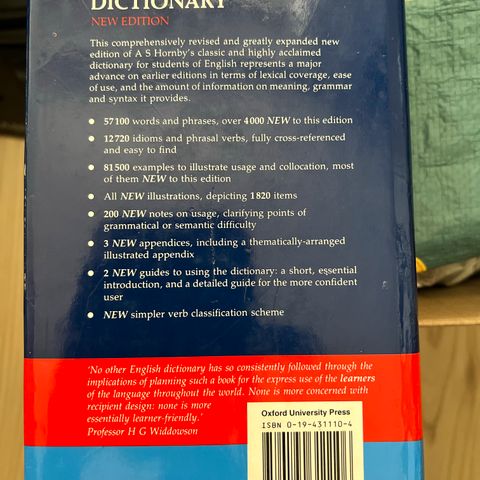 DICTIONARY
NEW EDITION
This comprehensively revised and greatly expanded new
edition of A S Hornby's classic and highly acclaimed
dictionary for students of English represents a major
advance on earlier editions in terms of lexical coverage, ease
of use, and the amount of information on meaning, grammar
and syntax it provides.
● 57100 words and phrases, over 4000 NEW to this edition
● 12720 idioms and phrasal verbs, fully cross-referenced
and easy to find
● 81500 examples to illustrate usage and collocation, most
of them NEW to this edition
● All NEW illustrations, depicting 1820 items
● 200 NEW notes on usage, clarifying points of
grammatical or semantic difficulty
● 3 NEW appendices, including a thematically-arranged
illustrated appendix
● 2 NEW guides to using the dictionary: a short, essential
introduction, and a detailed guide for the more confident
user
● NEW simpler verb classification scheme
'No other English dictionary has so consistently followed through the
implications of planning such a book for the express use of the learners
of the language throughout the world. None is more concerned with
recipient design: none is more
essentially learner-friendly.'
Professor H G Widdowson
Oxford University Press
ISBN 0-19-431110-4